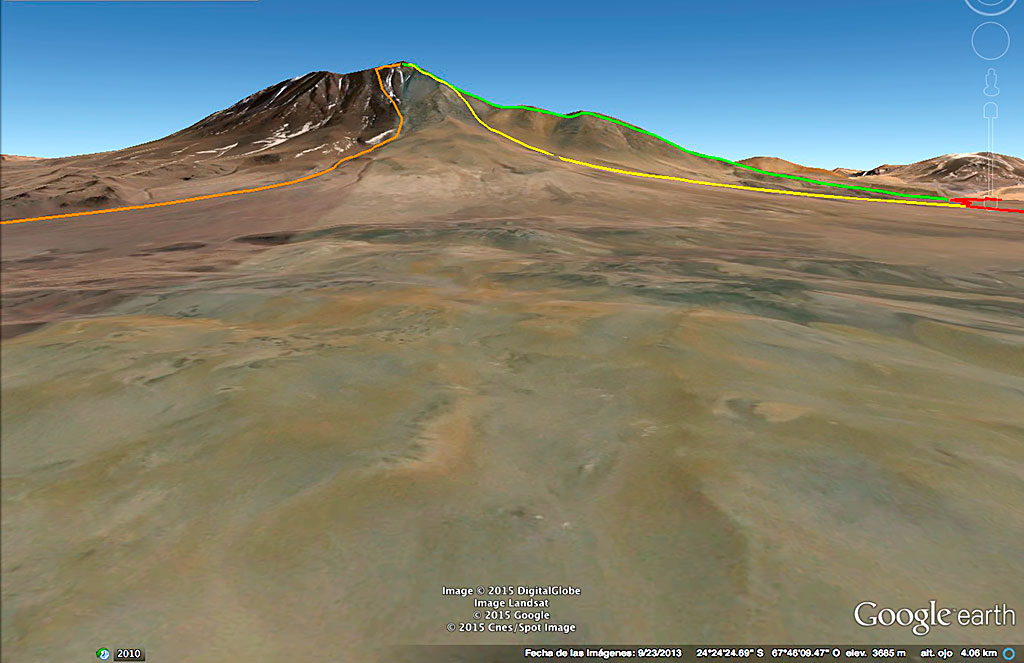 Image © 2015 DigitalGlobe
Image Landsat
© 2015 Google
© 2015 Cnes/Spot Image
Google earth
2010
Fecha de las imágenes: 9/23/2013 24°24'24.69" S 67°46'09.47" O elev. 3685 m alt. ojo 4.06 km